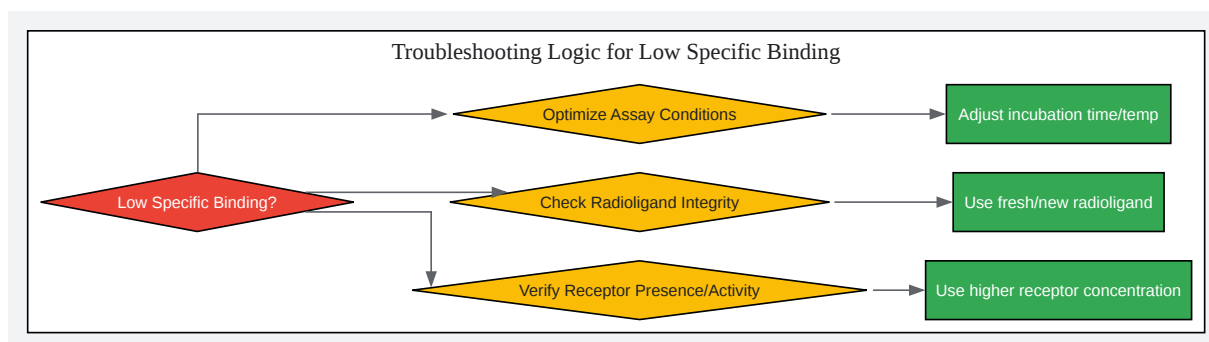 Troubleshooting Logic for Low Specific Binding
Optimize Assay Conditions
Adjust incubation time/temp
Low Specific Binding?
Check Radioligand Integrity
Use fresh/new radioligand
Verify Receptor Presence/Activity
Use higher receptor concentration